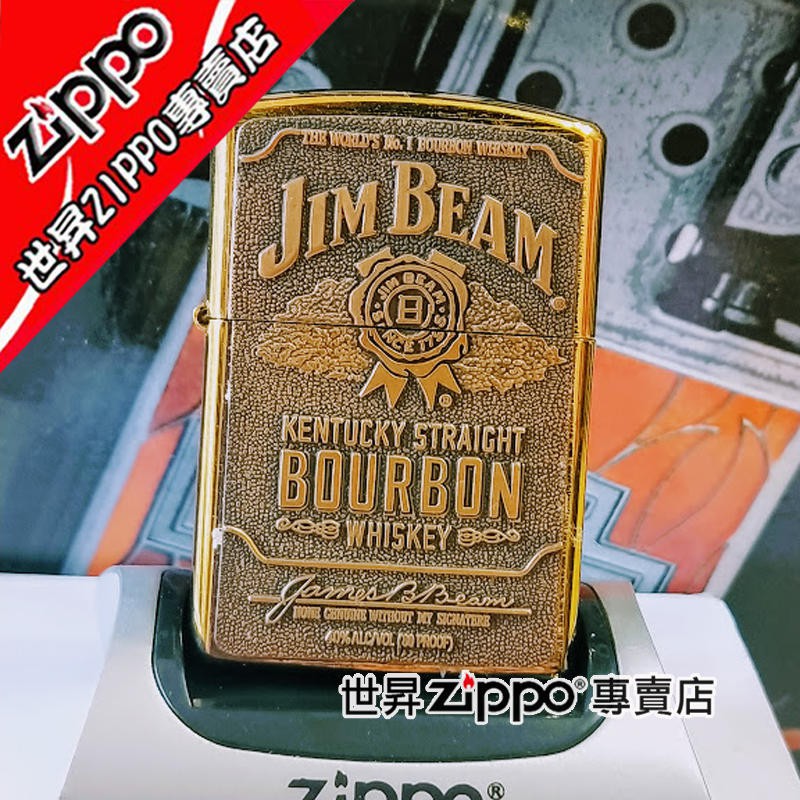 zippo
世昇ZIPPO專賣店
THE WORLD'S No. 1 BOURBON WHISKEY
JIM BEAM
®
JIM BEAM
B
SINCE 1795
®
KENTUCKY STRAIGHT
BOURBON
WHISKEY
James B. Beam
NONE GENUINE WITHOUT MY SIGNATURE
40% ALC/VOL (80 PROOF)
世昇zippo®專賣店
zippo®